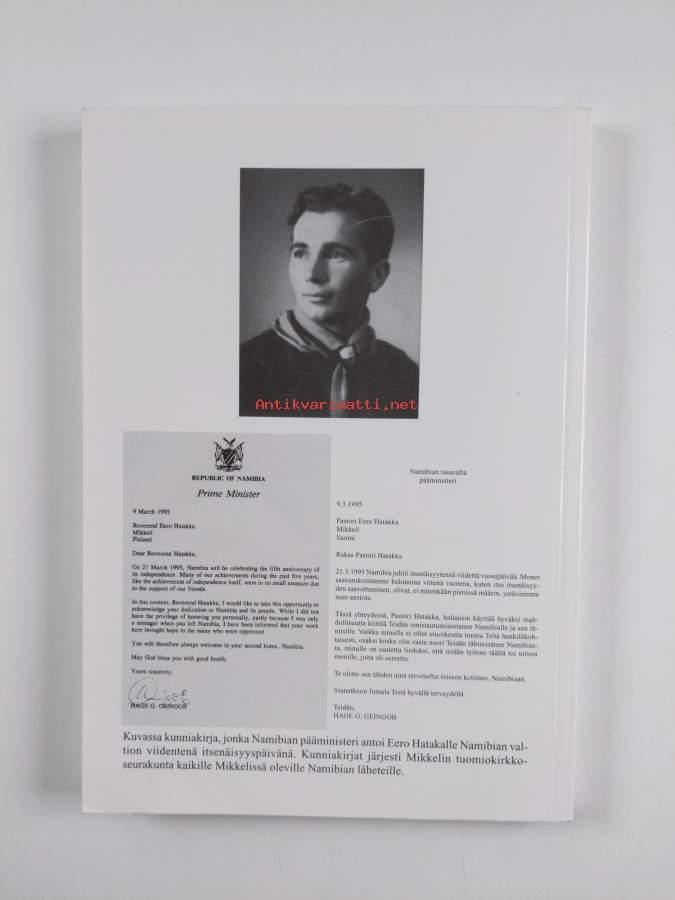 Antikvariaatti.net
REPUBLIC OF NAMIBIA
Prime Minister
9 March 1995
Reverend Eero Hatakka
Mikkeli
Finland
Dear Reverend Hatakka,
On 21 March 1995, Namibia will be celebrating the fifth anniversary of
its independence. Many of our achievements during the past five years,
like the achievement of independence itself, were in no small measure due
to the support of our friends.
In this context, Reverend Hatakka, I would like to take this opportunity to
acknowledge your dedication to Namibia and its people. While I did not
have the privilege of knowing you personally, partly because I was only
a teenager when you left Namibia, I have been informed that your work
here brought hope to the many who were oppressed.
You will therefore always be welcome in your second home, Namibia.
May God bless you with good health.
Yours sincerely,
HAGE G. GEINGOB
Namibian tasavalta
pääministeri
9.3.1995
Pastori Eero Hatakka
Mikkeli
Suomi
Rakas Pastori Hatakka
21.3.1995 Namibia juhlii itsenäisyytensä viidettä vuosipäivää. Monet
saavutuksistamme kuluneina viitenä vuotena, kuten itse itsenäisyy-
den saavuttaminen, olivat, ei mitenkään pienissä määrin, ystäviemme
tuen ansiota.
Tässä yhteydessä, Pastori Hatakka, haluaisin käyttää hyväksi mah-
dollisuutta kiittää Teidän omistautumisestanne Namibialle ja sen ih-
misille. Vaikka minulla ei ollut etuoikeutta tuntea Teitä henkilökoh-
taisesti, osaksi koska olin vasta nuori Teidän lähtiessänne Namibias-
ta, minulle on saatettu tiedoksi, että teidän työnne täällä toi toivon
monille, joita oli sorrettu.
Te olette sen tähden aina tervetullut toiseen kotiinne, Namibiaan.
Siunatkoon Jumala Teitä hyvällä terveydellä.
Teidän,
HAGE G. GEINGOB
Kuvassa kunniakirja, jonka Namibian pääministeri antoi Eero Hatakalle Namibian val-
tion viidentenä itsenäisyyspäivänä. Kunniakirjat järjesti Mikkelin tuomiokirkko-
seurakunta kaikille Mikkelissä oleville Namibian läheteille.